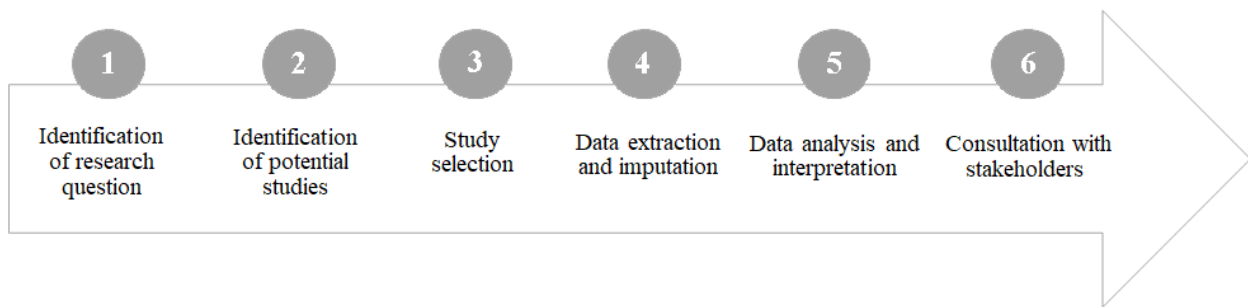 1
Identification
of research
question
2
Identification
of potential
studies
3
Study
selection
4
Data extraction
and imputation
5
Data analysis and
interpretation
6
Consultation with
stakeholders